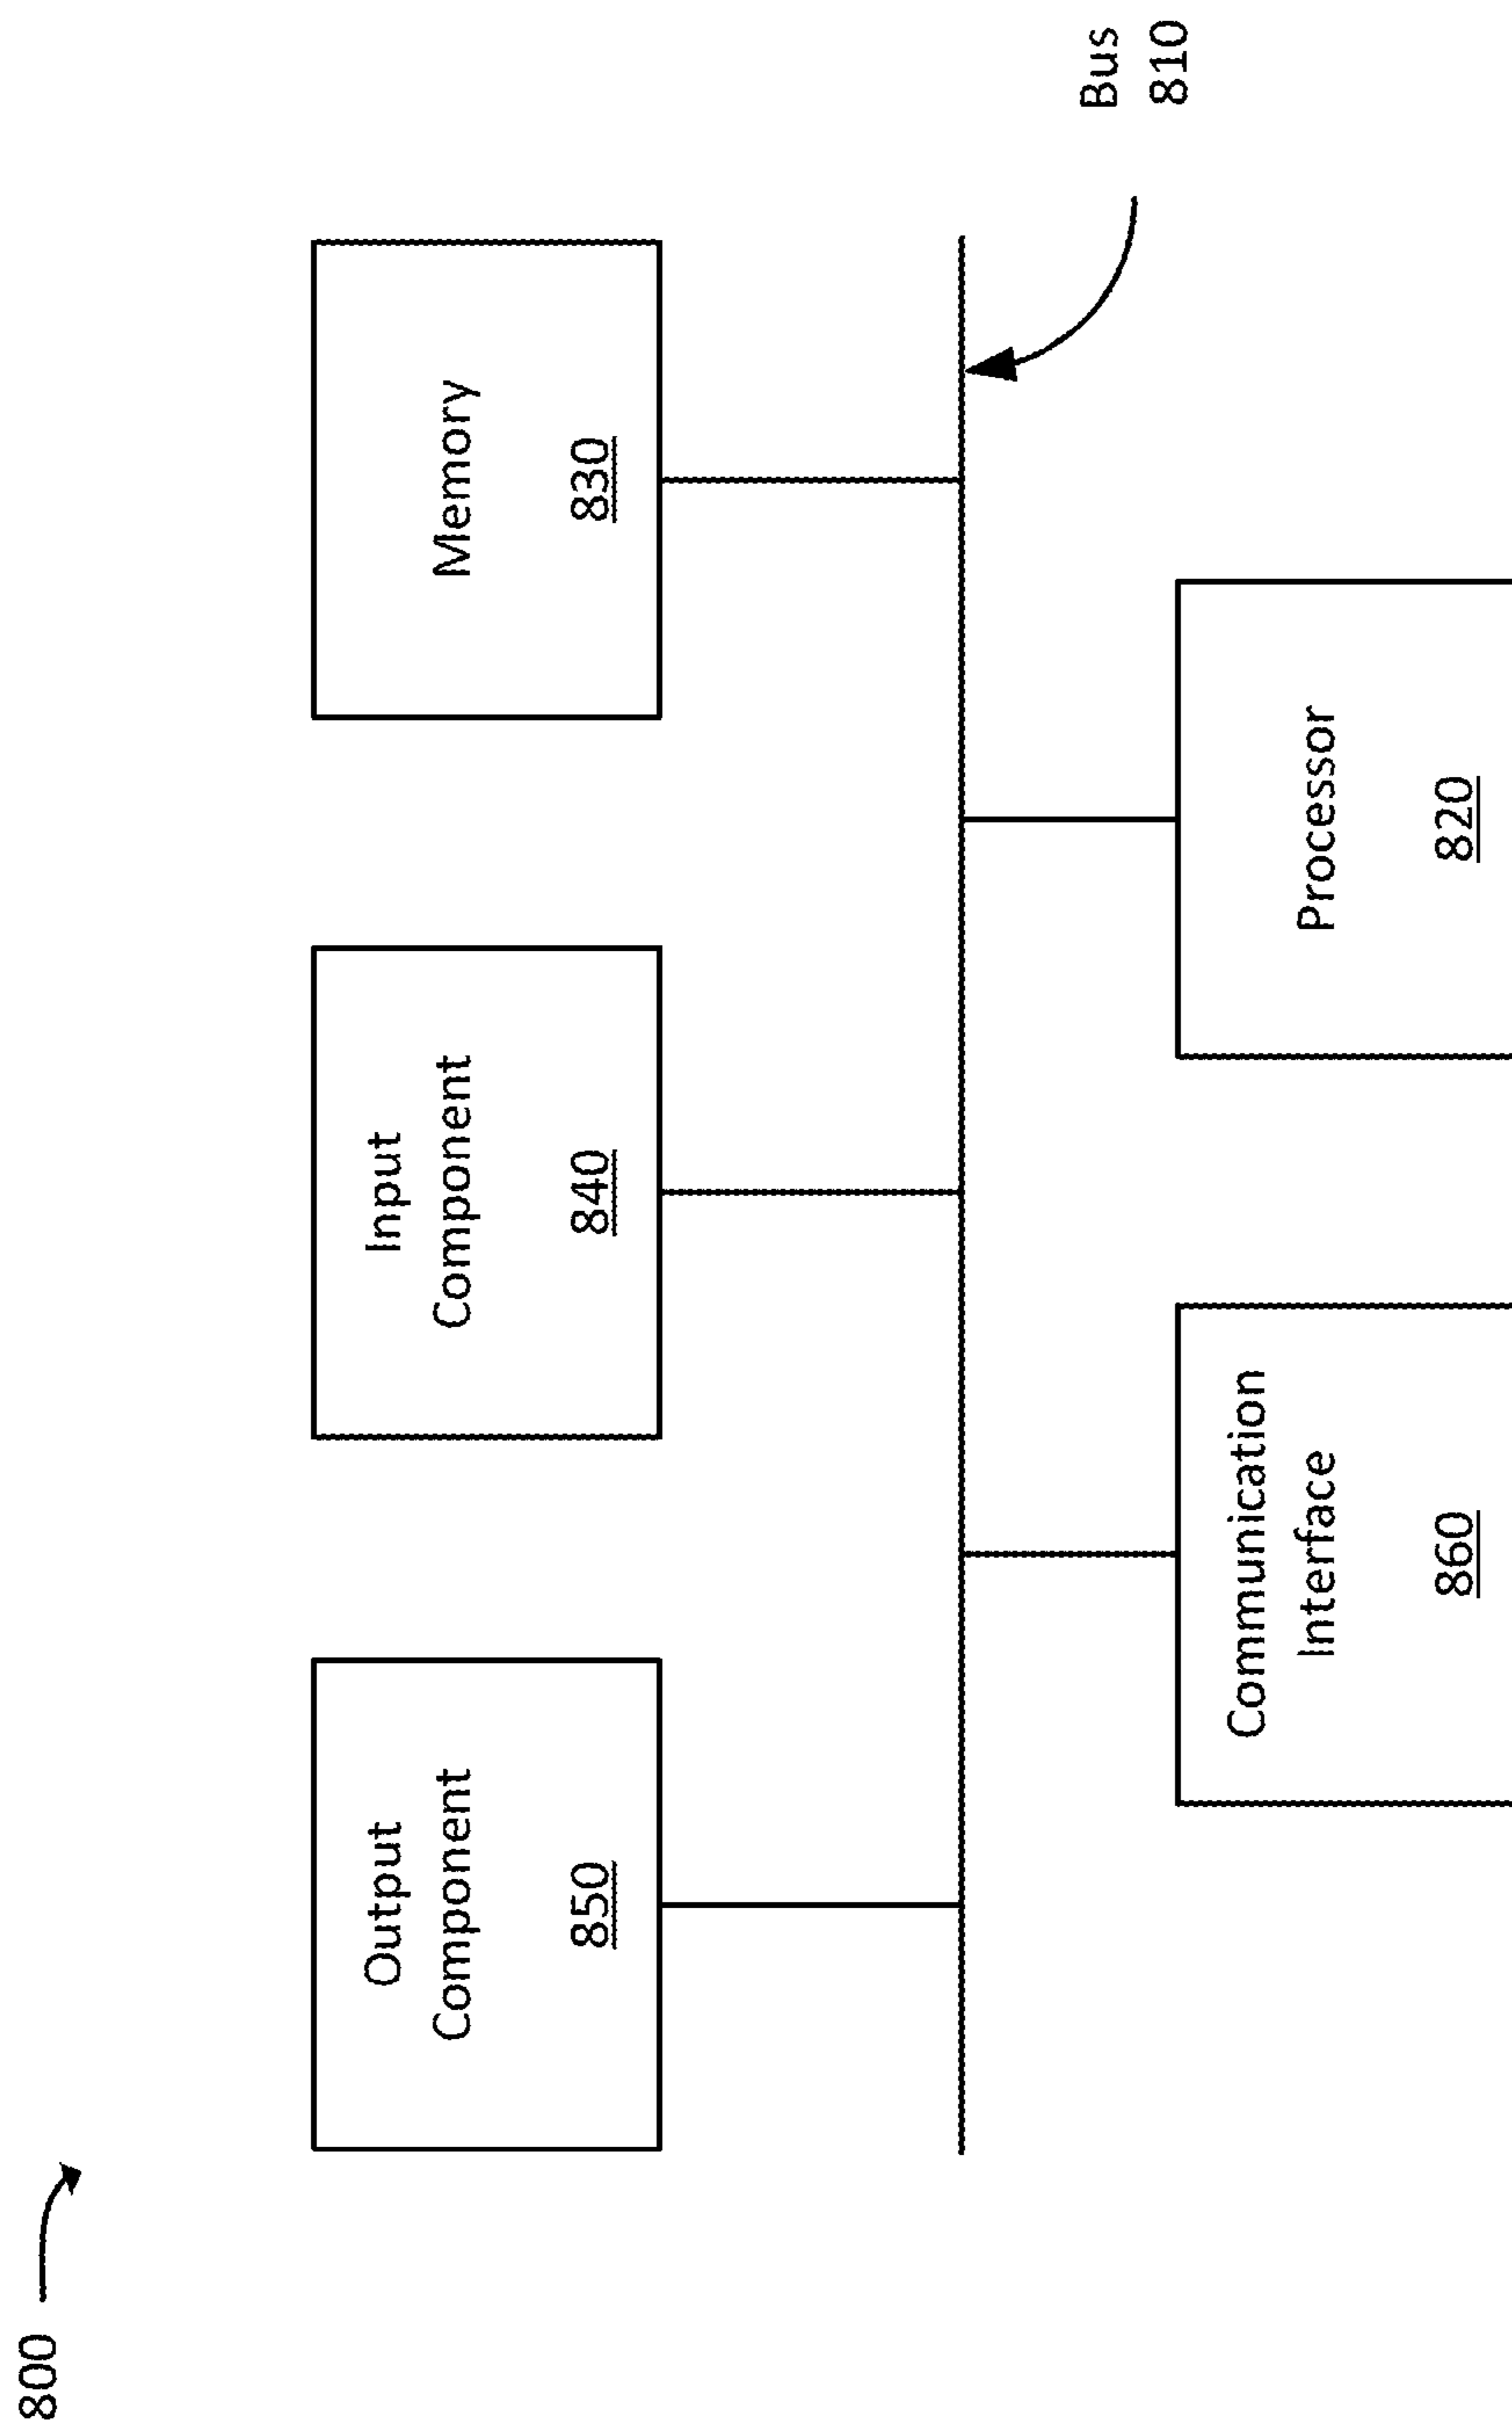 800
Output
Component
850
Input
Component
840
Memory
830
Bus
810
Communication
Interface
860
Processor
820